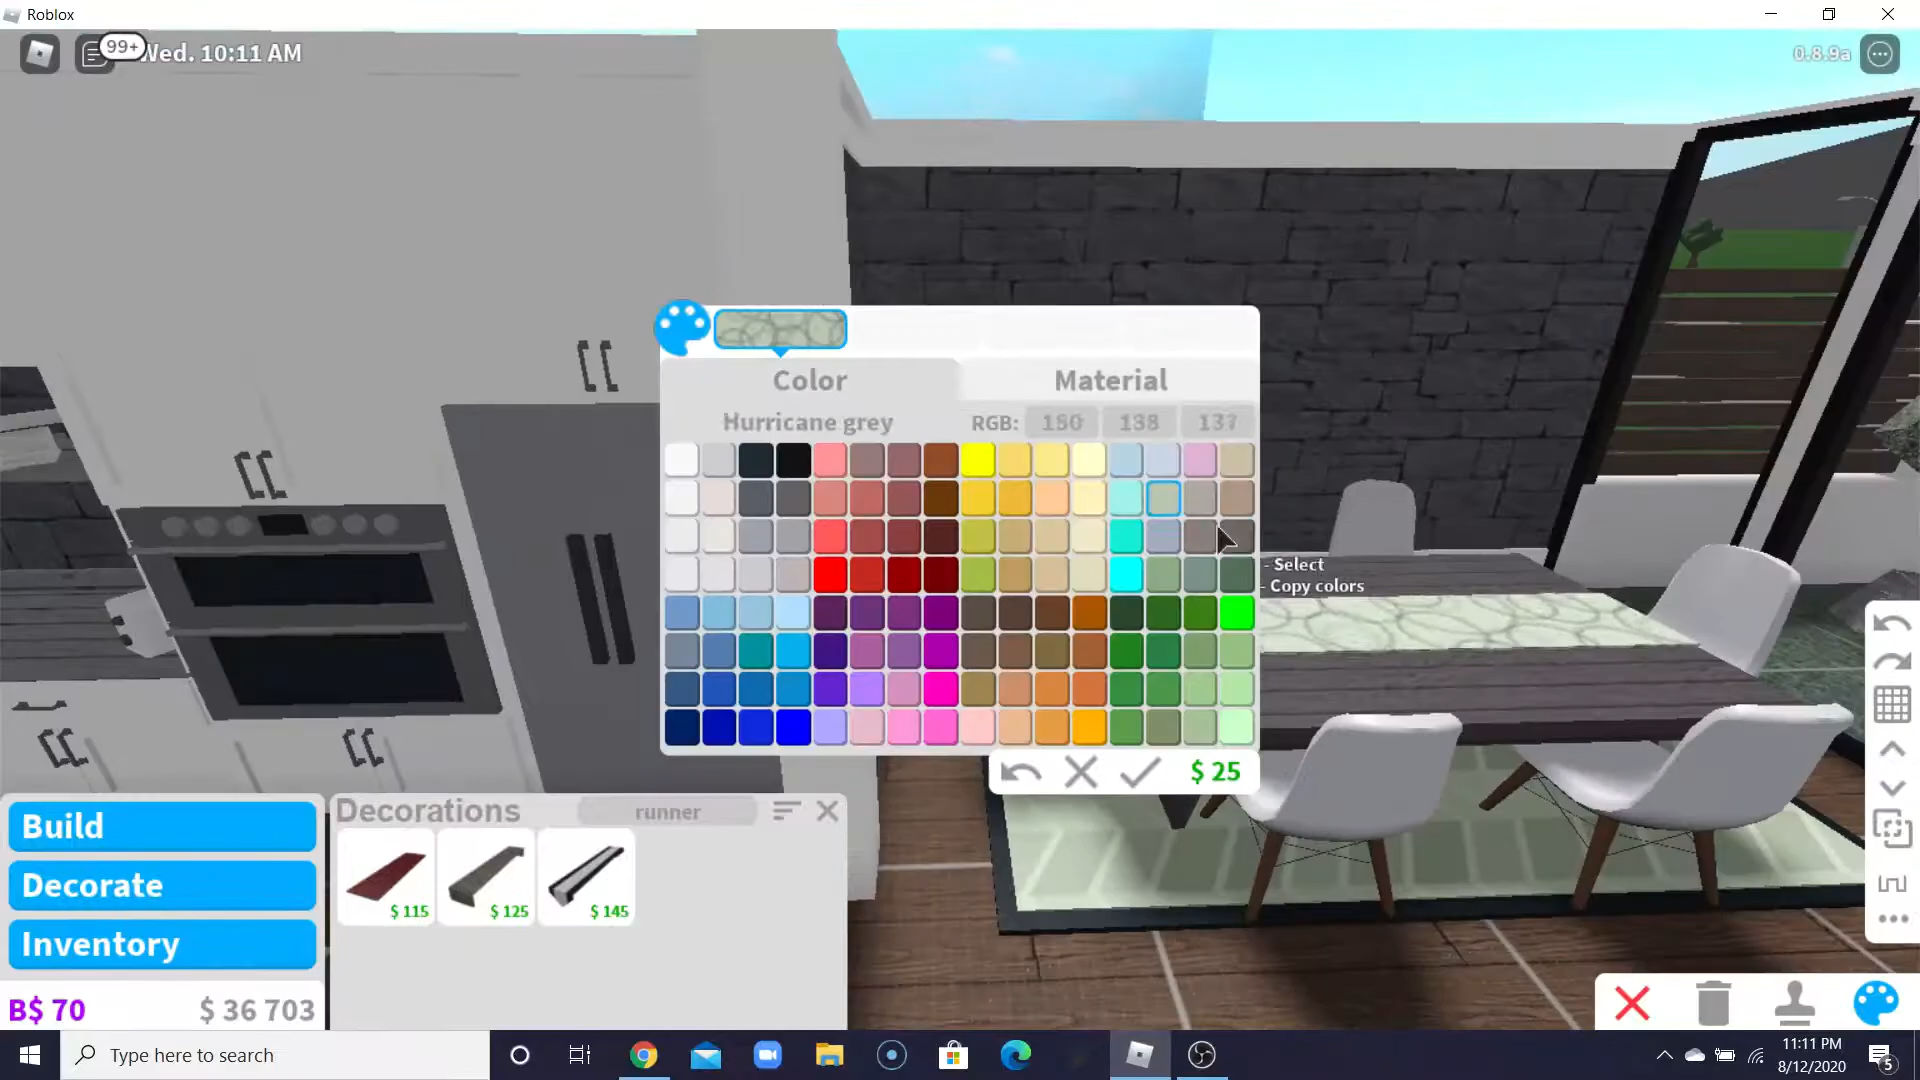 Roblox
99+
Wed. 10:11 AM
0.8.9a
Color
Material
Hurricane grey
RGB: 150 138 137
- Select
- Copy colors
$ 25
Build
Decorate
Inventory
B$ 70
$ 36 703
Decorations
runner
$ 115
$ 125
$ 145
Type here to search
11:11 PM
8/12/2020
5